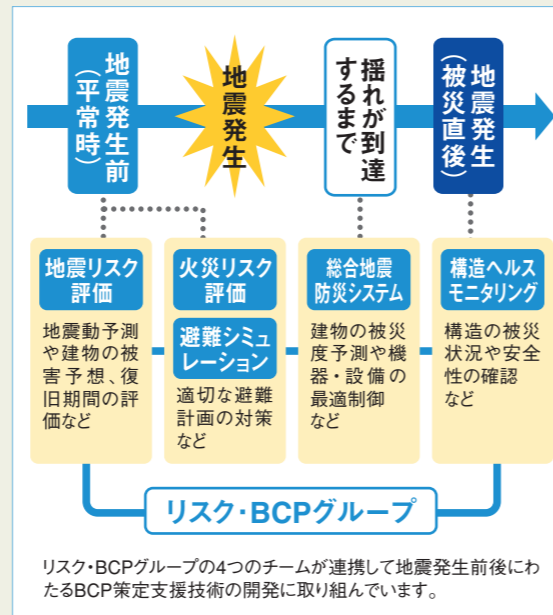 地震発生前
(平常時)
地震発生
揺れが到達
するまで
地震発生
(被災直後)
地震リスク
評価
地震動予測
や建物の被
害予想、復
旧期間の評
価など
火災リスク
評価
避難シミュ
レーション
適切な避難
計画の対策
など
総合地震
防災システム
建物の被災
度予測や機
器・設備の
最適制御
など
構造ヘルス
モニタリング
構造の被災
状況や安全
性の確認
など
リスク・BCPグループ
リスク・BCPグループの4つのチームが連携して地震発生前後にわ
たるBCP策定支援技術の開発に取り組んでいます。